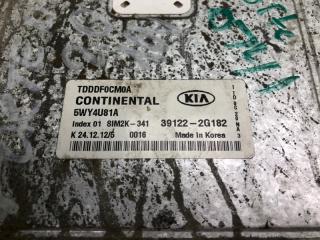 TDDDF0CM0A
CONTINENTAL
KIA
5WY4U81A
Index 01 SIM2K-341 39122-2G182
K 24.12.12/5 0016 Made in Korea